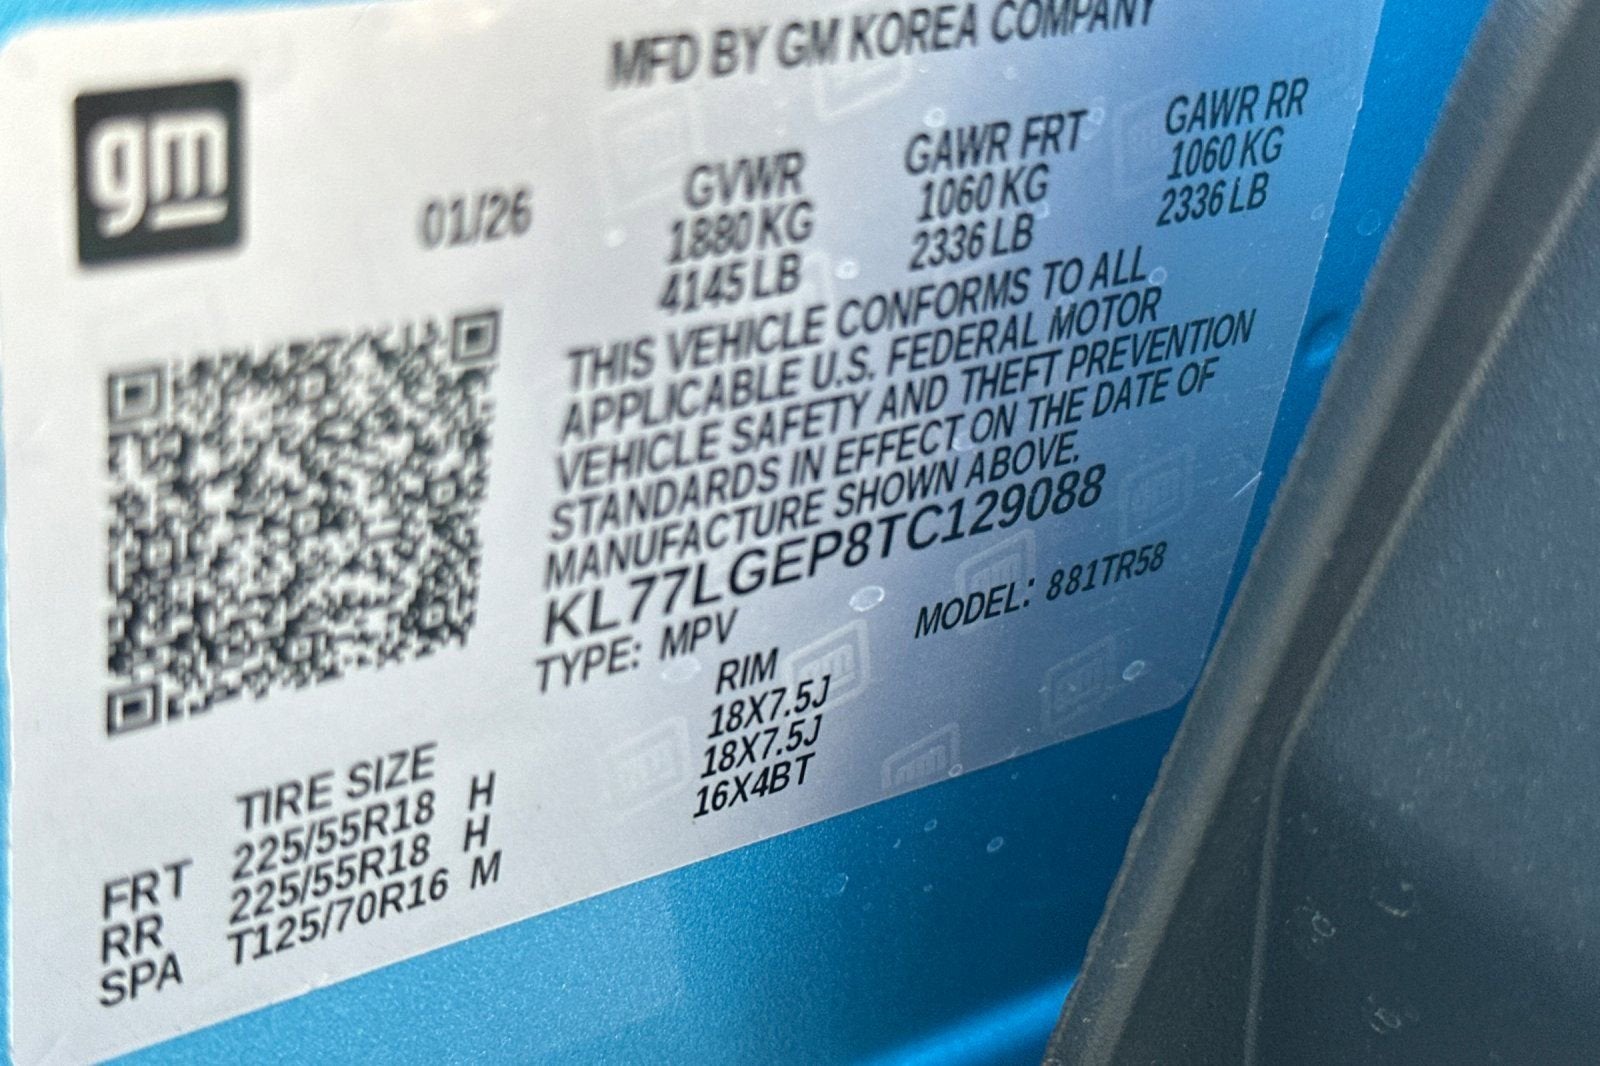 MFD BY GM KOREA COMPANY
gm
01/26
GVWR GAWR FRT GAWR RR
1880 KG 1060 KG 1060 KG
4145 LB 2336 LB 2336 LB
THIS VEHICLE CONFORMS TO ALL
APPLICABLE U.S. FEDERAL MOTOR
VEHICLE SAFETY AND THEFT PREVENTION
STANDARDS IN EFFECT ON THE DATE OF
MANUFACTURE SHOWN ABOVE.
KL77LGEP8TC129088
TYPE: MPV MODEL: 881TR58
TIRE SIZE RIM
FRT 225/55R18 H 18X7.5J
RR 225/55R18 H 18X7.5J
SPA T125/70R16 M 16X4BT